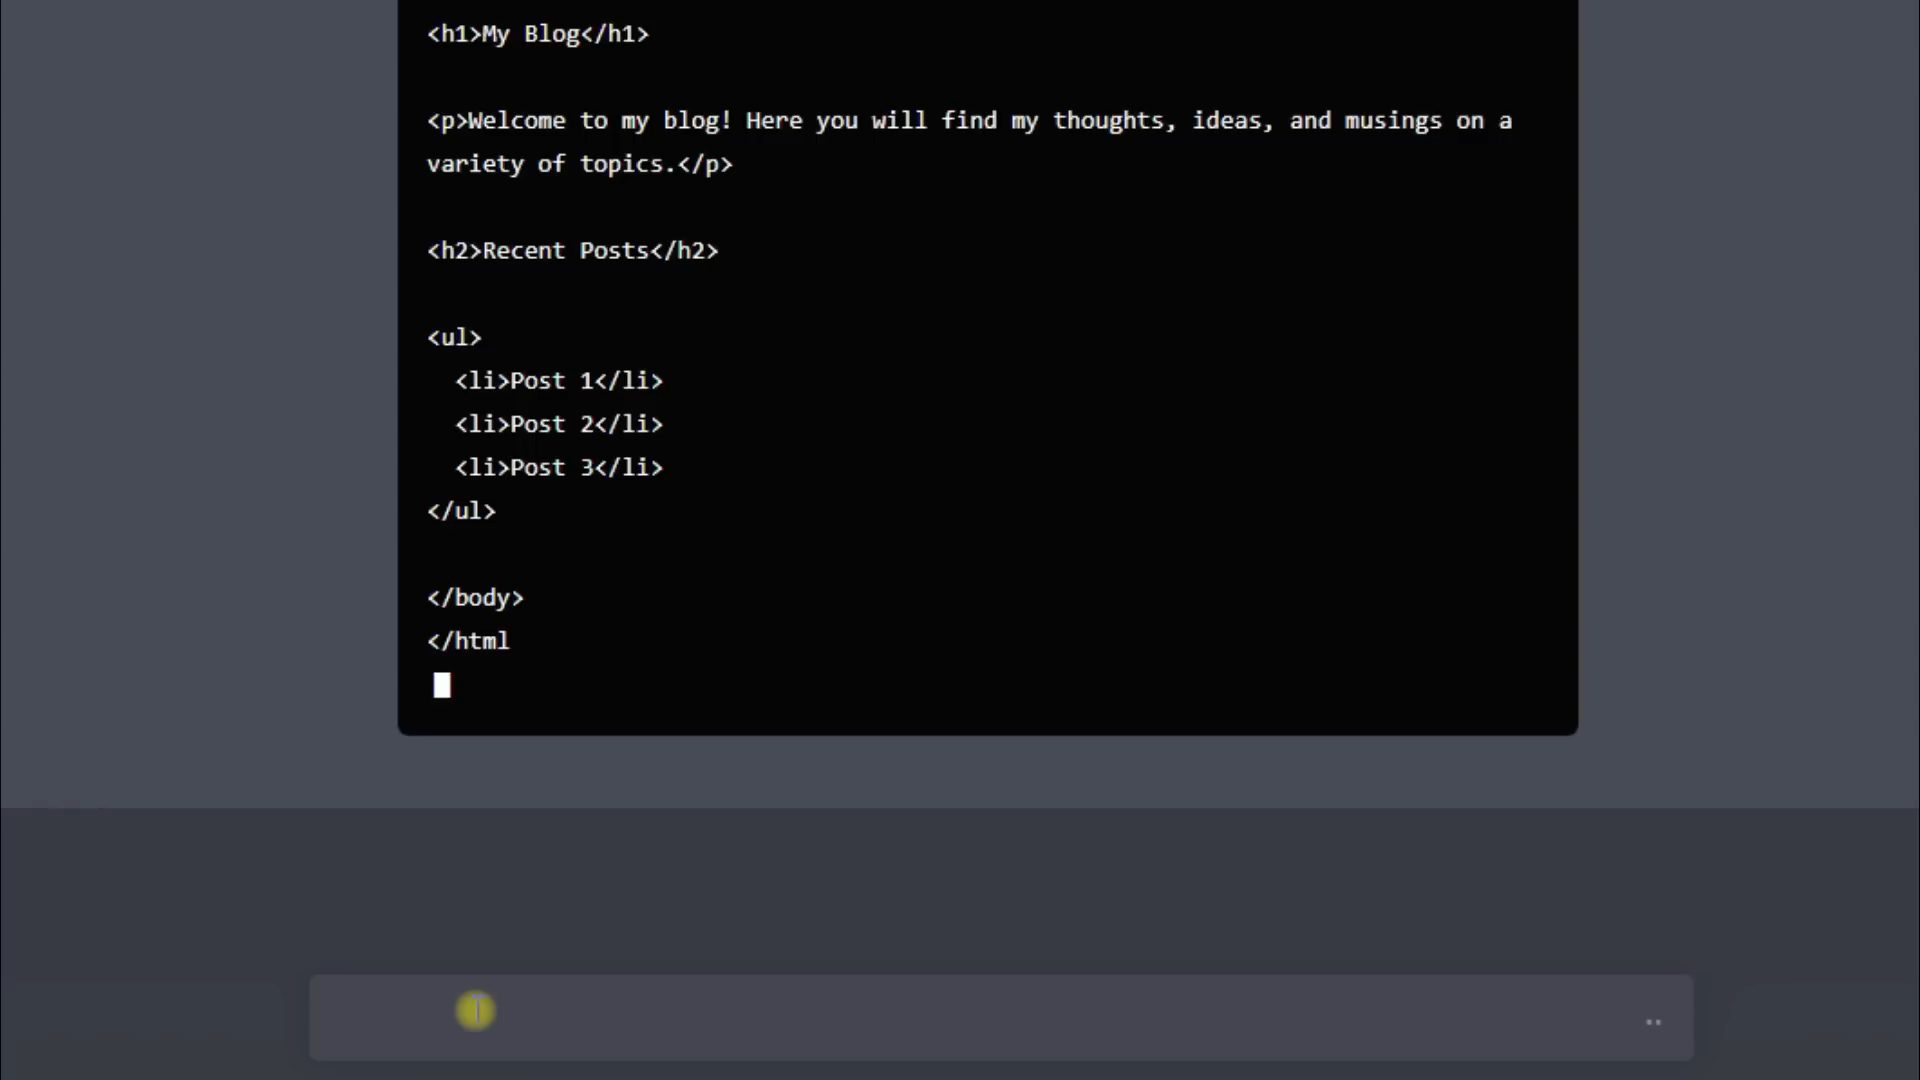 <h1>My Blog</h1>
<p>Welcome to my blog! Here you will find my thoughts, ideas, and musings on a
variety of topics.</p>
<h2>Recent Posts</h2>
<ul>
  <li>Post 1</li>
  <li>Post 2</li>
  <li>Post 3</li>
</ul>
</body>
</html